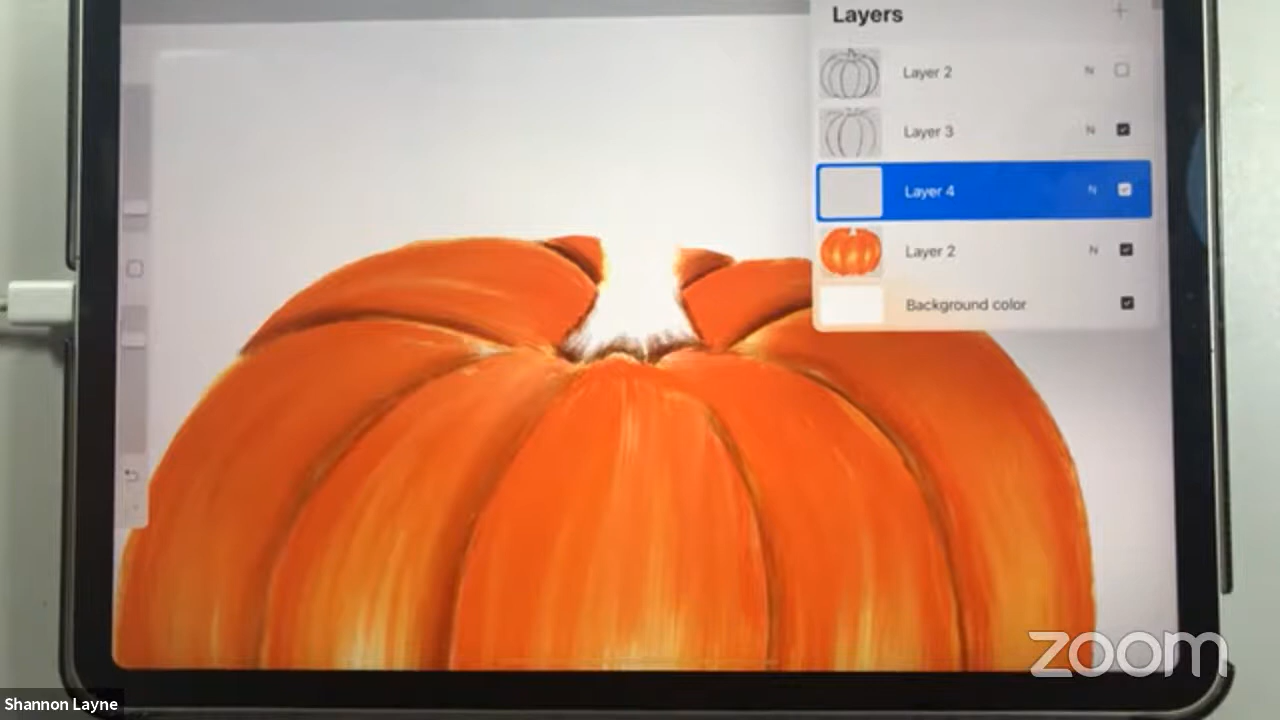 Layers
Layer 2 N
Layer 3 N
Layer 4 N
Layer 2 N
Background color
zoom
Shannon Layne